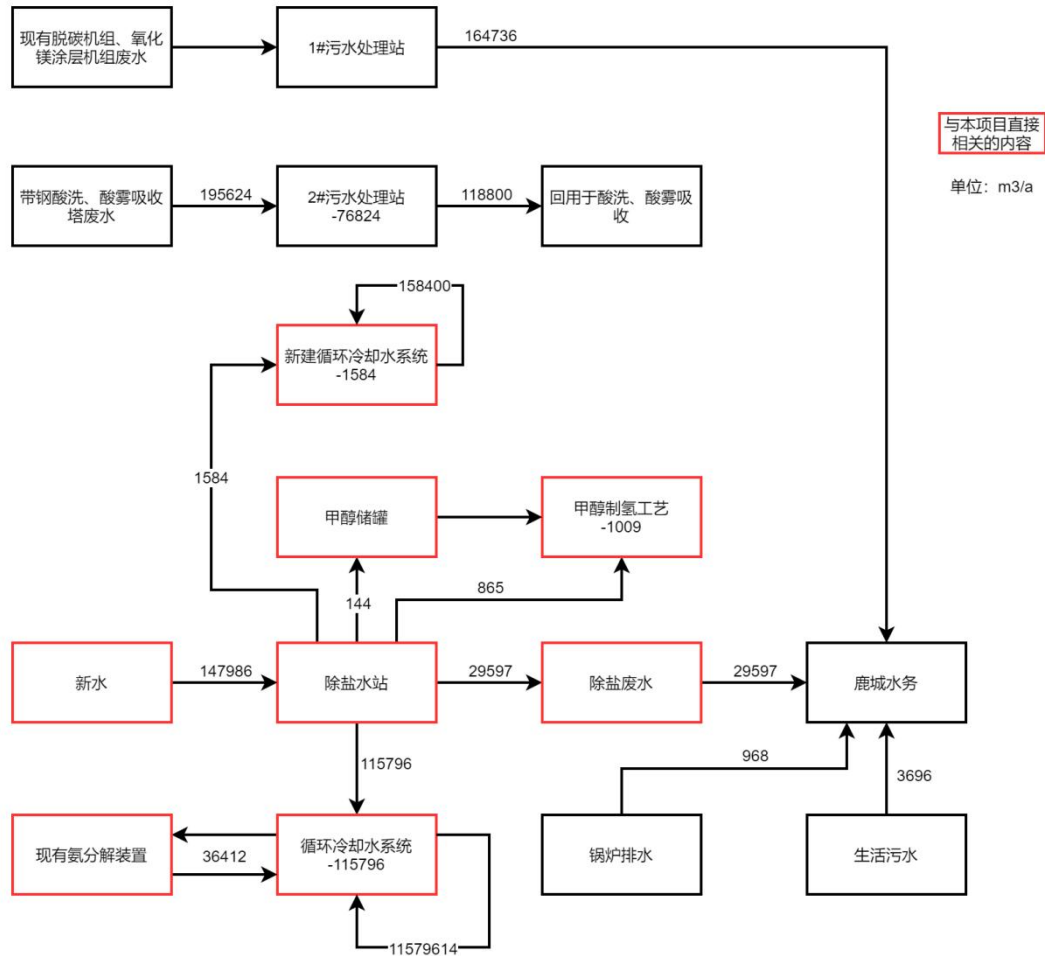 现有脱碳机组、氧化
镁涂层机组废水
1#污水处理站
164736
与本项目直接
相关的内容
单位：m3/a
带钢酸洗、酸雾吸收
塔废水
195624
2#污水处理站
-76824
118800
回用于酸洗、酸雾吸
收
158400
新建循环冷却水系统
-1584
1584
甲醇储罐
甲醇制氢工艺
-1009
144
865
新水
147986
除盐水站
29597
除盐废水
29597
鹿城水务
115796
968
3696
现有氨分解装置
36412
循环冷却水系统
-115796
锅炉排水
生活污水
11579614